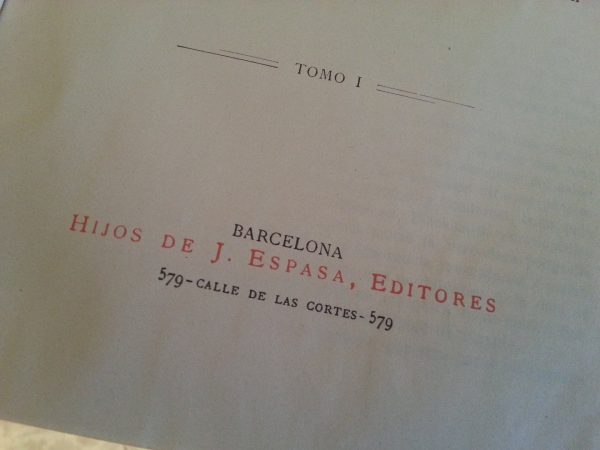 TOMO I
BARCELONA
HIJOS DE J. ESPASA, EDITORES
579-CALLE DE LAS CORTES-579